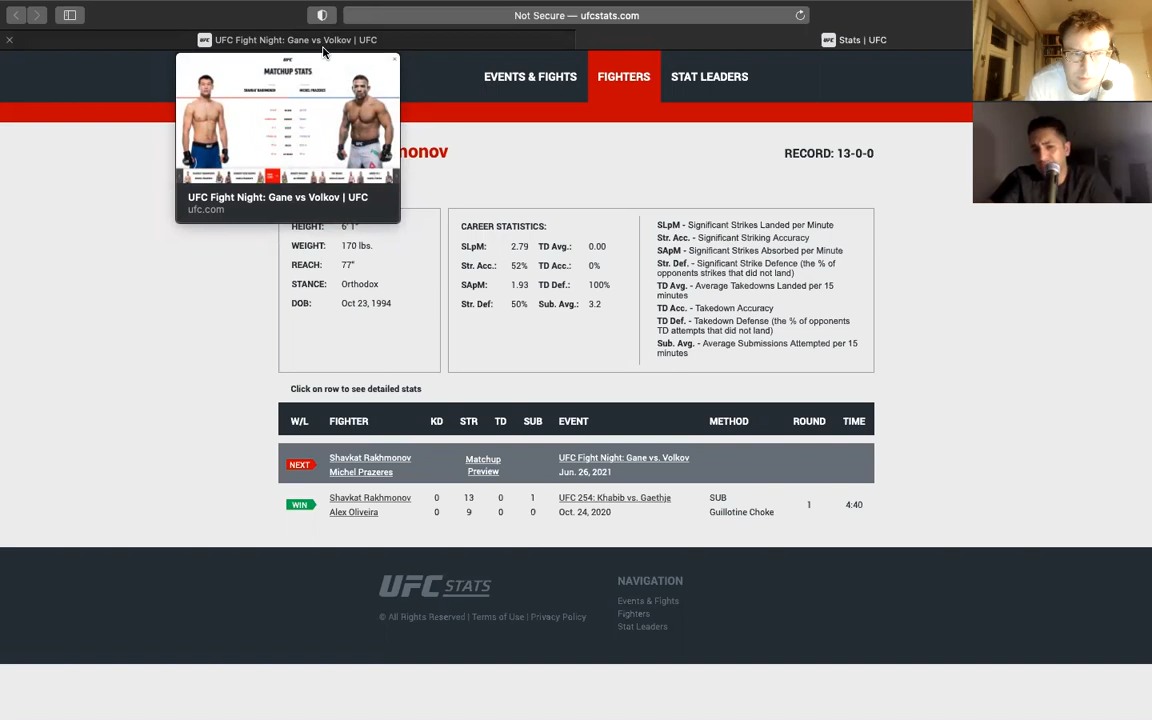 Not Secure — ufcstats.com
UFC Fight Night: Gane vs Volkov | UFC
Stats | UFC
EVENTS & FIGHTS
FIGHTERS
STAT LEADERS
MATCHUP STATS
SHAVKAT RAKHMONOV
MICHEL PRAZERES
UFC Fight Night: Gane vs Volkov | UFC
ufc.com
monov
RECORD: 13-0-0
HEIGHT: 6' 1"
WEIGHT: 170 lbs.
REACH: 77"
STANCE: Orthodox
DOB: Oct 23, 1994
CAREER STATISTICS:
SLpM: 2.79 TD Avg.: 0.00
Str. Acc.: 52% TD Acc.: 0%
SApM: 1.93 TD Def.: 100%
Str. Def: 50% Sub. Avg.: 3.2
SLpM - Significant Strikes Landed per Minute
Str. Acc. - Significant Striking Accuracy
SApM - Significant Strikes Absorbed per Minute
Str. Def. - Significant Strike Defence (the % of
opponents strikes that did not land)
TD Avg. - Average Takedowns Landed per 15
minutes
TD Acc. - Takedown Accuracy
TD Def. - Takedown Defense (the % of opponents
TD attempts that did not land)
Sub. Avg. - Average Submissions Attempted per 15
minutes
Click on row to see detailed stats
W/L FIGHTER KD STR TD SUB EVENT METHOD ROUND TIME
NEXT
Shavkat Rakhmonov Matchup UFC Fight Night: Gane vs. Volkov
Michel Prazeres Preview Jun. 26, 2021
WIN
Shavkat Rakhmonov 0 13 0 1 UFC 254: Khabib vs. Gaethje SUB 1 4:40
Alex Oliveira 0 9 0 0 Oct. 24, 2020 Guillotine Choke
UFC STATS
© All Rights Reserved | Terms of Use | Privacy Policy
NAVIGATION
Events & Fights
Fighters
Stat Leaders